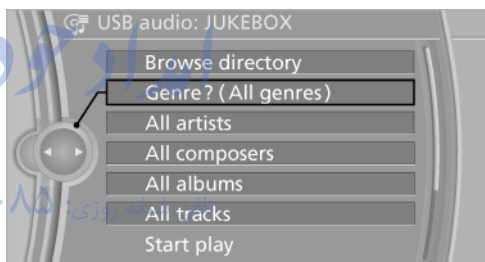 USB audio: JUKEBOX
Browse directory
Genre? (All genres)
All artists
All composers
All albums
All tracks
Start play